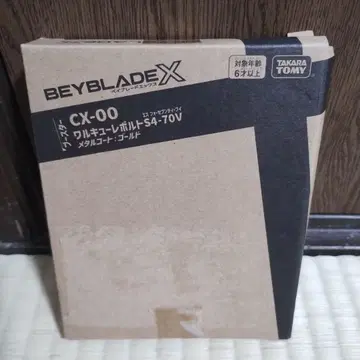 対象年齢
6才以上
TAKARA
TOMY
BEYBLADE X
ベイブレードエックス
ブースター
CX-00
ワルキューレボルトS4-70V
メタルコート:ゴールド